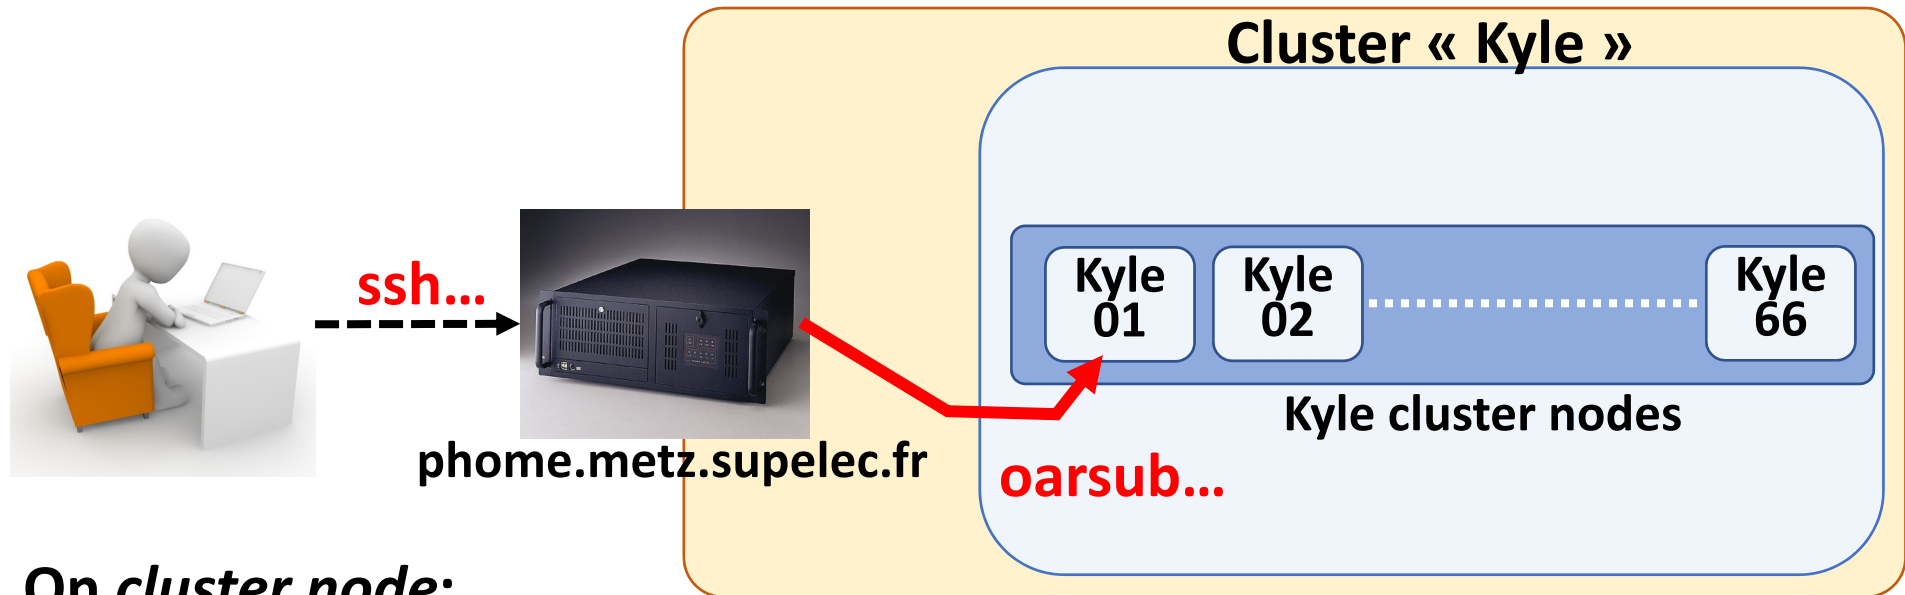 Cluster « Kyle »
ssh…
Kyle
01
Kyle
02
Kyle
66
Kyle cluster nodes
phome.metz.supelec.fr
oarsub…
On cluster node: